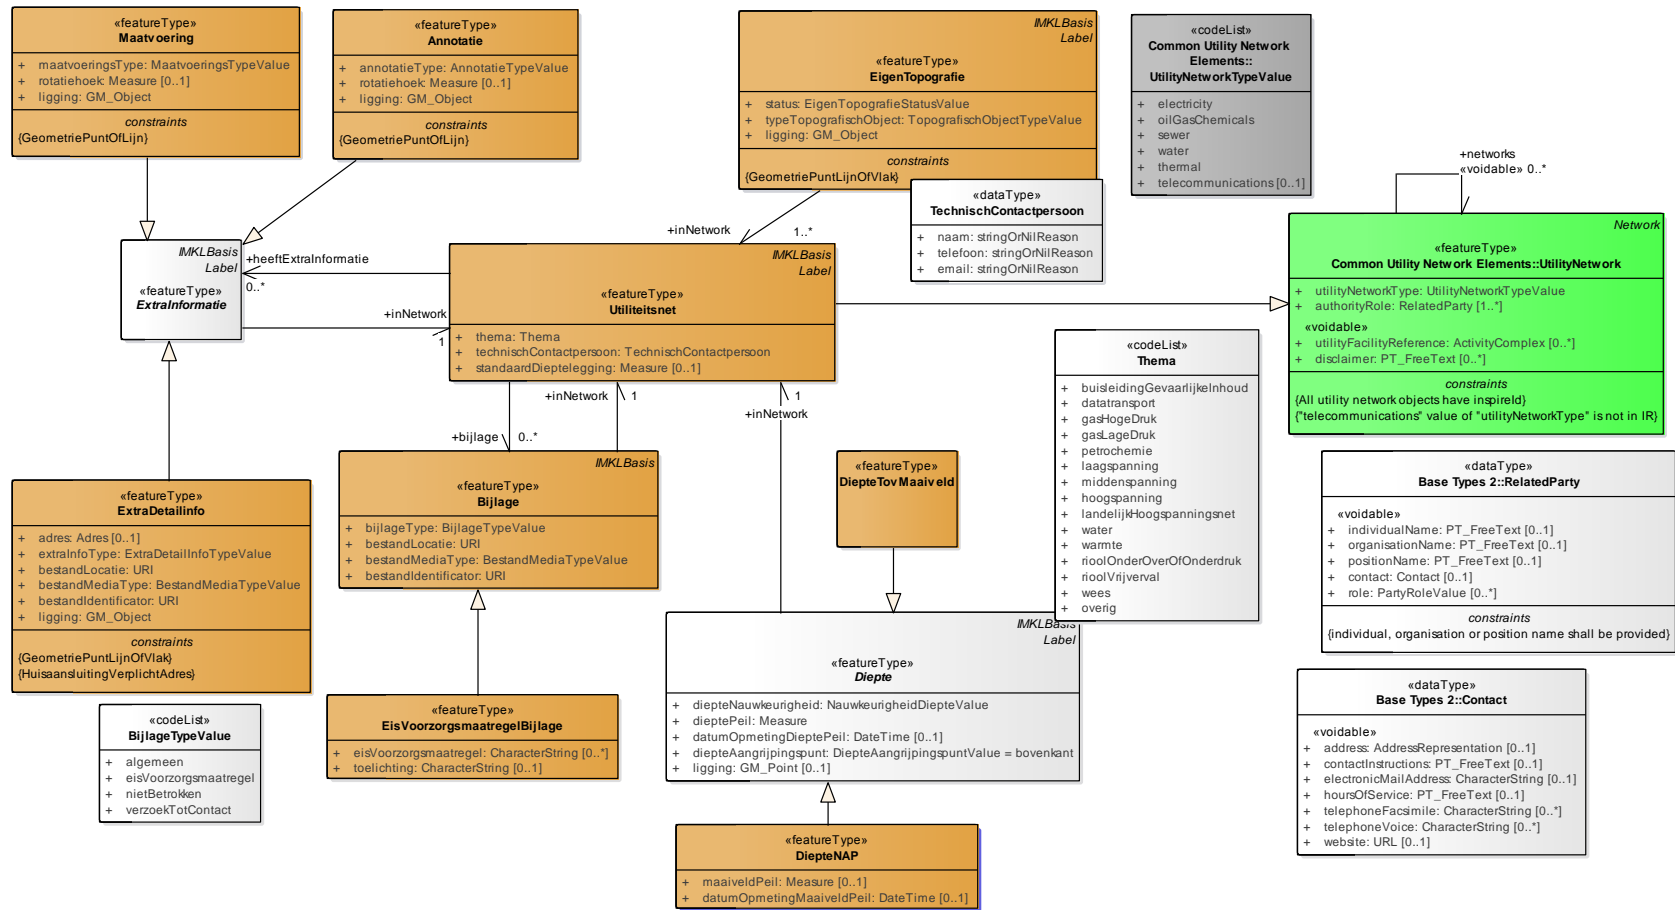 «featureType»
Maatvoering
+ maatvoeringsType: MaatvoeringsTypeValue
+ rotatiehoek: Measure [0..1]
+ ligging: GM_Object
constraints
{GeometriePuntOfLijn}
«featureType»
Annotatie
+ annotatieType: AnnotatieTypeValue
+ rotatiehoek: Measure [0..1]
+ ligging: GM_Object
constraints
{GeometriePuntOfLijn}
IMKLBasis
Label
«featureType»
EigenTopografie
+ status: EigenTopografieStatusValue
+ typeTopografischObject: TopografischObjectTypeValue
+ ligging: GM_Object
constraints
{GeometriePuntLijnOfVlak}
«codeList»
Common Utility Network
Elements::
UtilityNetworkTypeValue
+ electricity
+ oilGasChemicals
+ sewer
+ water
+ thermal
+ telecommunications [0..1]
«dataType»
TechnischContactpersoon
+ naam: stringOrNilReason
+ telefoon: stringOrNilReason
+ email: stringOrNilReason
+networks
«voidable» 0..*
Network
«featureType»
Common Utility Network Elements::UtilityNetwork
+ utilityNetworkType: UtilityNetworkTypeValue
+ authorityRole: RelatedParty [1..*]
«voidable»
+ utilityFacilityReference: ActivityComplex [0..*]
+ disclaimer: PT_FreeText [0..*]
constraints
{All utility network objects have inspireId}
{"telecommunications" value of "utilityNetworkType" is not in IR}
IMKLBasis
Label
«featureType»
ExtraInformatie
+heeftExtraInformatie
0..*
+inNetwork
1
+inNetwork
1..*
IMKLBasis
Label
«featureType»
Utiliteitsnet
+ thema: Thema
+ technischContactpersoon: TechnischContactpersoon
+ standaardDieptelegging: Measure [0..1]
+inNetwork
1
+bijlage
0..*
1
+inNetwork
«codeList»
Thema
+ buisleidingGevaarlijkeInhoud
+ datatransport
+ gasHogeDruk
+ gasLageDruk
+ petrochemie
+ laagspanning
+ middenspanning
+ hoogspanning
+ landelijkHoogspanningsnet
+ water
+ warmte
+ rioolOnderOverOfOnderdruk
+ rioolVrijverval
+ wees
+ overig
«featureType»
ExtraDetailinfo
+ adres: Adres [0..1]
+ extraInfoType: ExtraDetailInfoTypeValue
+ bestandLocatie: URI
+ bestandMediaType: BestandMediaTypeValue
+ bestandIdentificator: URI
+ ligging: GM_Object
constraints
{GeometriePuntLijnOfVlak}
{HuisaansluitingVerplichtAdres}
IMKLBasis
«featureType»
Bijlage
+ bijlageType: BijlageTypeValue
+ bestandLocatie: URI
+ bestandMediaType: BestandMediaTypeValue
+ bestandIdentificator: URI
«featureType»
DiepteTovMaaiveld
«dataType»
Base Types 2::RelatedParty
«voidable»
+ individualName: PT_FreeText [0..1]
+ organisationName: PT_FreeText [0..1]
+ positionName: PT_FreeText [0..1]
+ contact: Contact [0..1]
+ role: PartyRoleValue [0..*]
constraints
{individual, organisation or position name shall be provided}
IMKLBasis
Label
«featureType»
Diepte
+ diepteNauwkeurigheid: NauwkeurigheidDiepteValue
+ dieptePeil: Measure
+ datumOpmetingDieptePeil: DateTime [0..1]
+ diepteAangrijpingspunt: DiepteAangrijpingspuntValue = bovenkant
+ ligging: GM_Point [0..1]
«codeList»
BijlageTypeValue
+ algemeen
+ eisVoorzorgsmaatregel
+ nietBetrokken
+ verzoekTotContact
«featureType»
EisVoorzorgsmaatregelBijlage
+ eisVoorzorgsmaatregel: CharacterString [0..*]
+ toelichting: CharacterString [0..1]
«dataType»
Base Types 2::Contact
«voidable»
+ address: AddressRepresentation [0..1]
+ contactInstructions: PT_FreeText [0..1]
+ electronicMailAddress: CharacterString [0..1]
+ hoursOfService: PT_FreeText [0..1]
+ telephoneFacsimile: CharacterString [0..*]
+ telephoneVoice: CharacterString [0..*]
+ website: URL [0..1]
«featureType»
DiepteNAP
+ maaiveldPeil: Measure [0..1]
+ datumOpmetingMaaiveldPeil: DateTime [0..1]